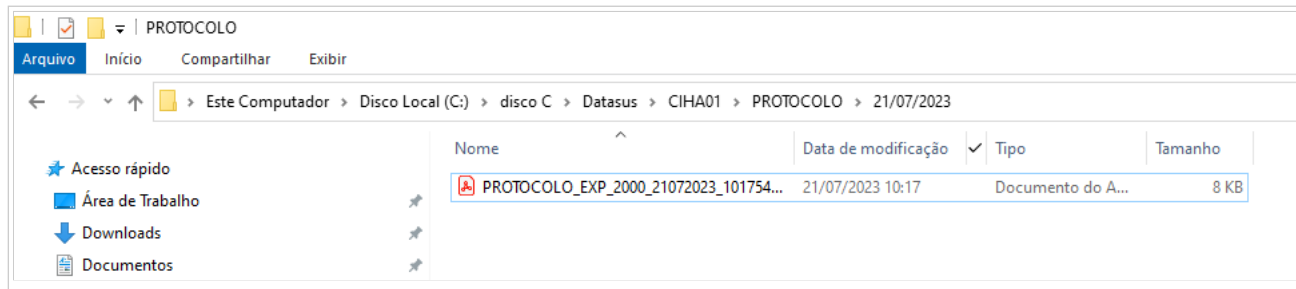 PROTOCOLO
Arquivo Início Compartilhar Exibir
Este Computador > Disco Local (C:) > disco C > Datasus > CIHA01 > PROTOCOLO > 21/07/2023
Nome Data de modificação Tipo Tamanho
Acesso rápido
PROTOCOLO_EXP_2000_21072023_101754... 21/07/2023 10:17 Documento do A... 8 KB
Área de Trabalho
Downloads
Documentos